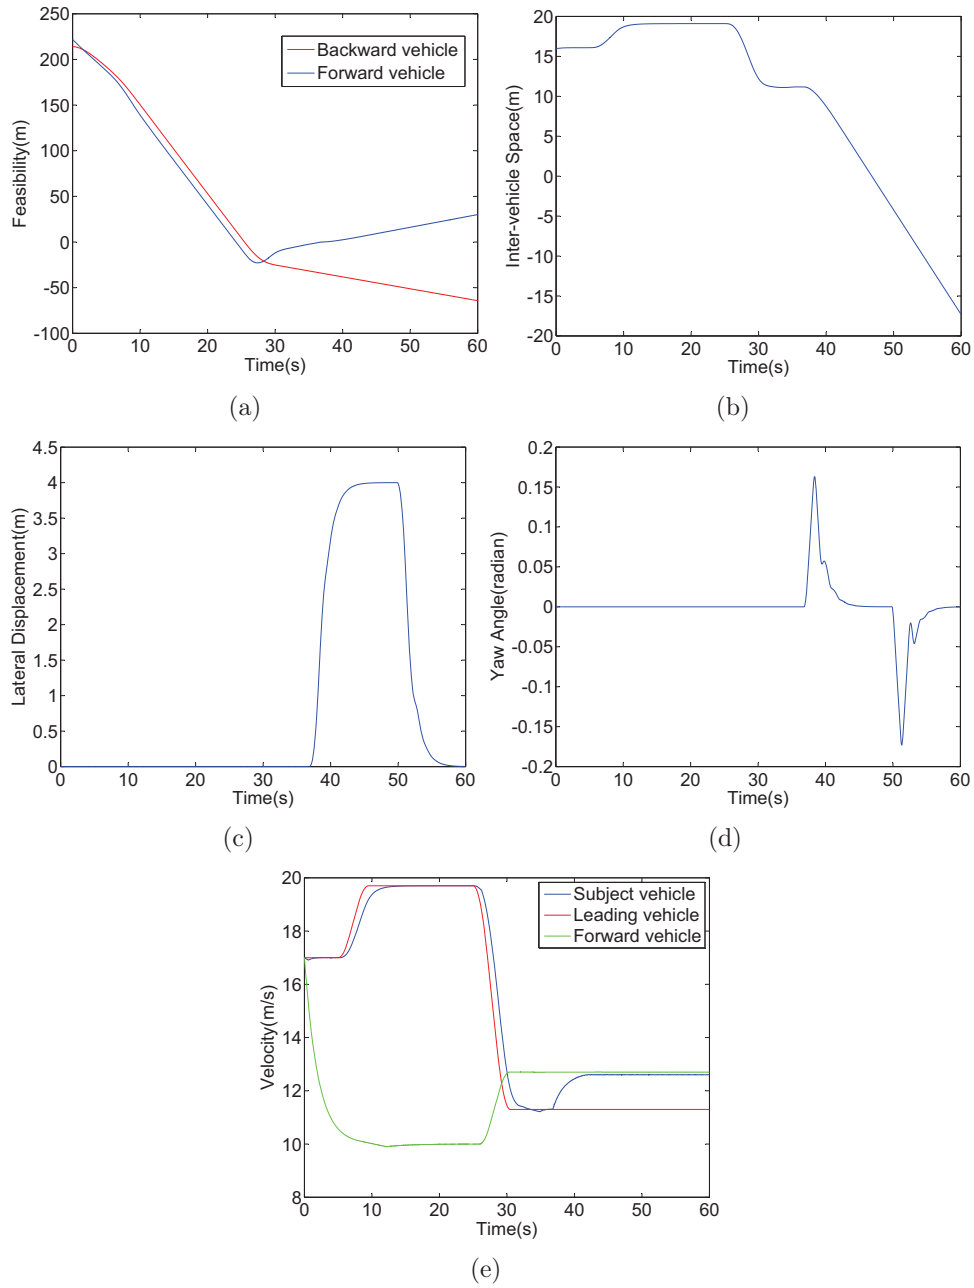 250
200
150
100
50
0
-50
-100
Feasibility(m)
Backward vehicle
Forward vehicle
0 10 20 30 40 50 60
Time(s)
(a)
20
15
10
5
0
-5
-10
-15
-20
Inter-vehicle Space(m)
0 10 20 30 40 50 60
Time(s)
(b)
4.5
4
3.5
3
2.5
2
1.5
1
0.5
0
Lateral Displacement(m)
0 10 20 30 40 50 60
Time(s)
(c)
0.2
0.15
0.1
0.05
0
-0.05
-0.1
-0.15
-0.2
Yaw Angle(radian)
0 10 20 30 40 50 60
Time(s)
(d)
20
18
16
14
12
10
8
Velocity(m/s)
Subject vehicle
Leading vehicle
Forward vehicle
0 10 20 30 40 50 60
Time(s)
(e)